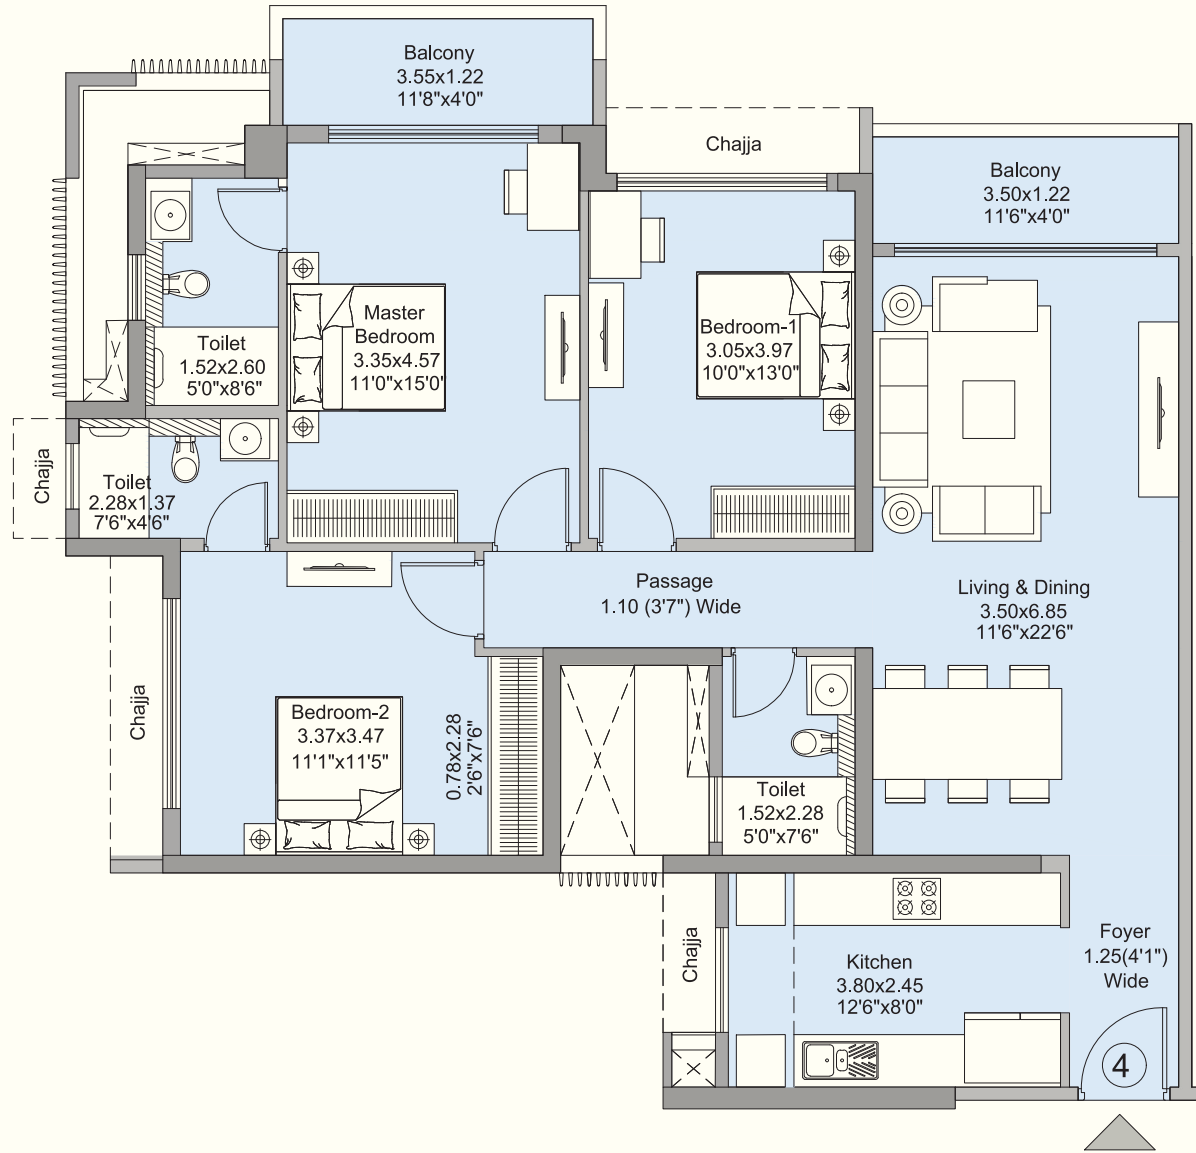 Balcony
3.55x1.22
11'8"x4'0"
Chajja
Balcony
3.50x1.22
11'6"x4'0"
Toilet
1.52x2.60
5'0"x8'6"
Master
Bedroom
3.35x4.57
11'0"x15'0"
Bedroom-1
3.05x3.97
10'0"x13'0"
Chajja
Toilet
2.28x1.37
7'6"x4'6"
Passage
1.10 (3'7") Wide
Living & Dining
3.50x6.85
11'6"x22'6"
Chajja
Bedroom-2
3.37x3.47
11'1"x11'5"
0.78x2.28
2'6"x7'6"
Toilet
1.52x2.28
5'0"x7'6"
Chajja
Kitchen
3.80x2.45
12'6"x8'0"
Foyer
1.25(4'1")
Wide
4